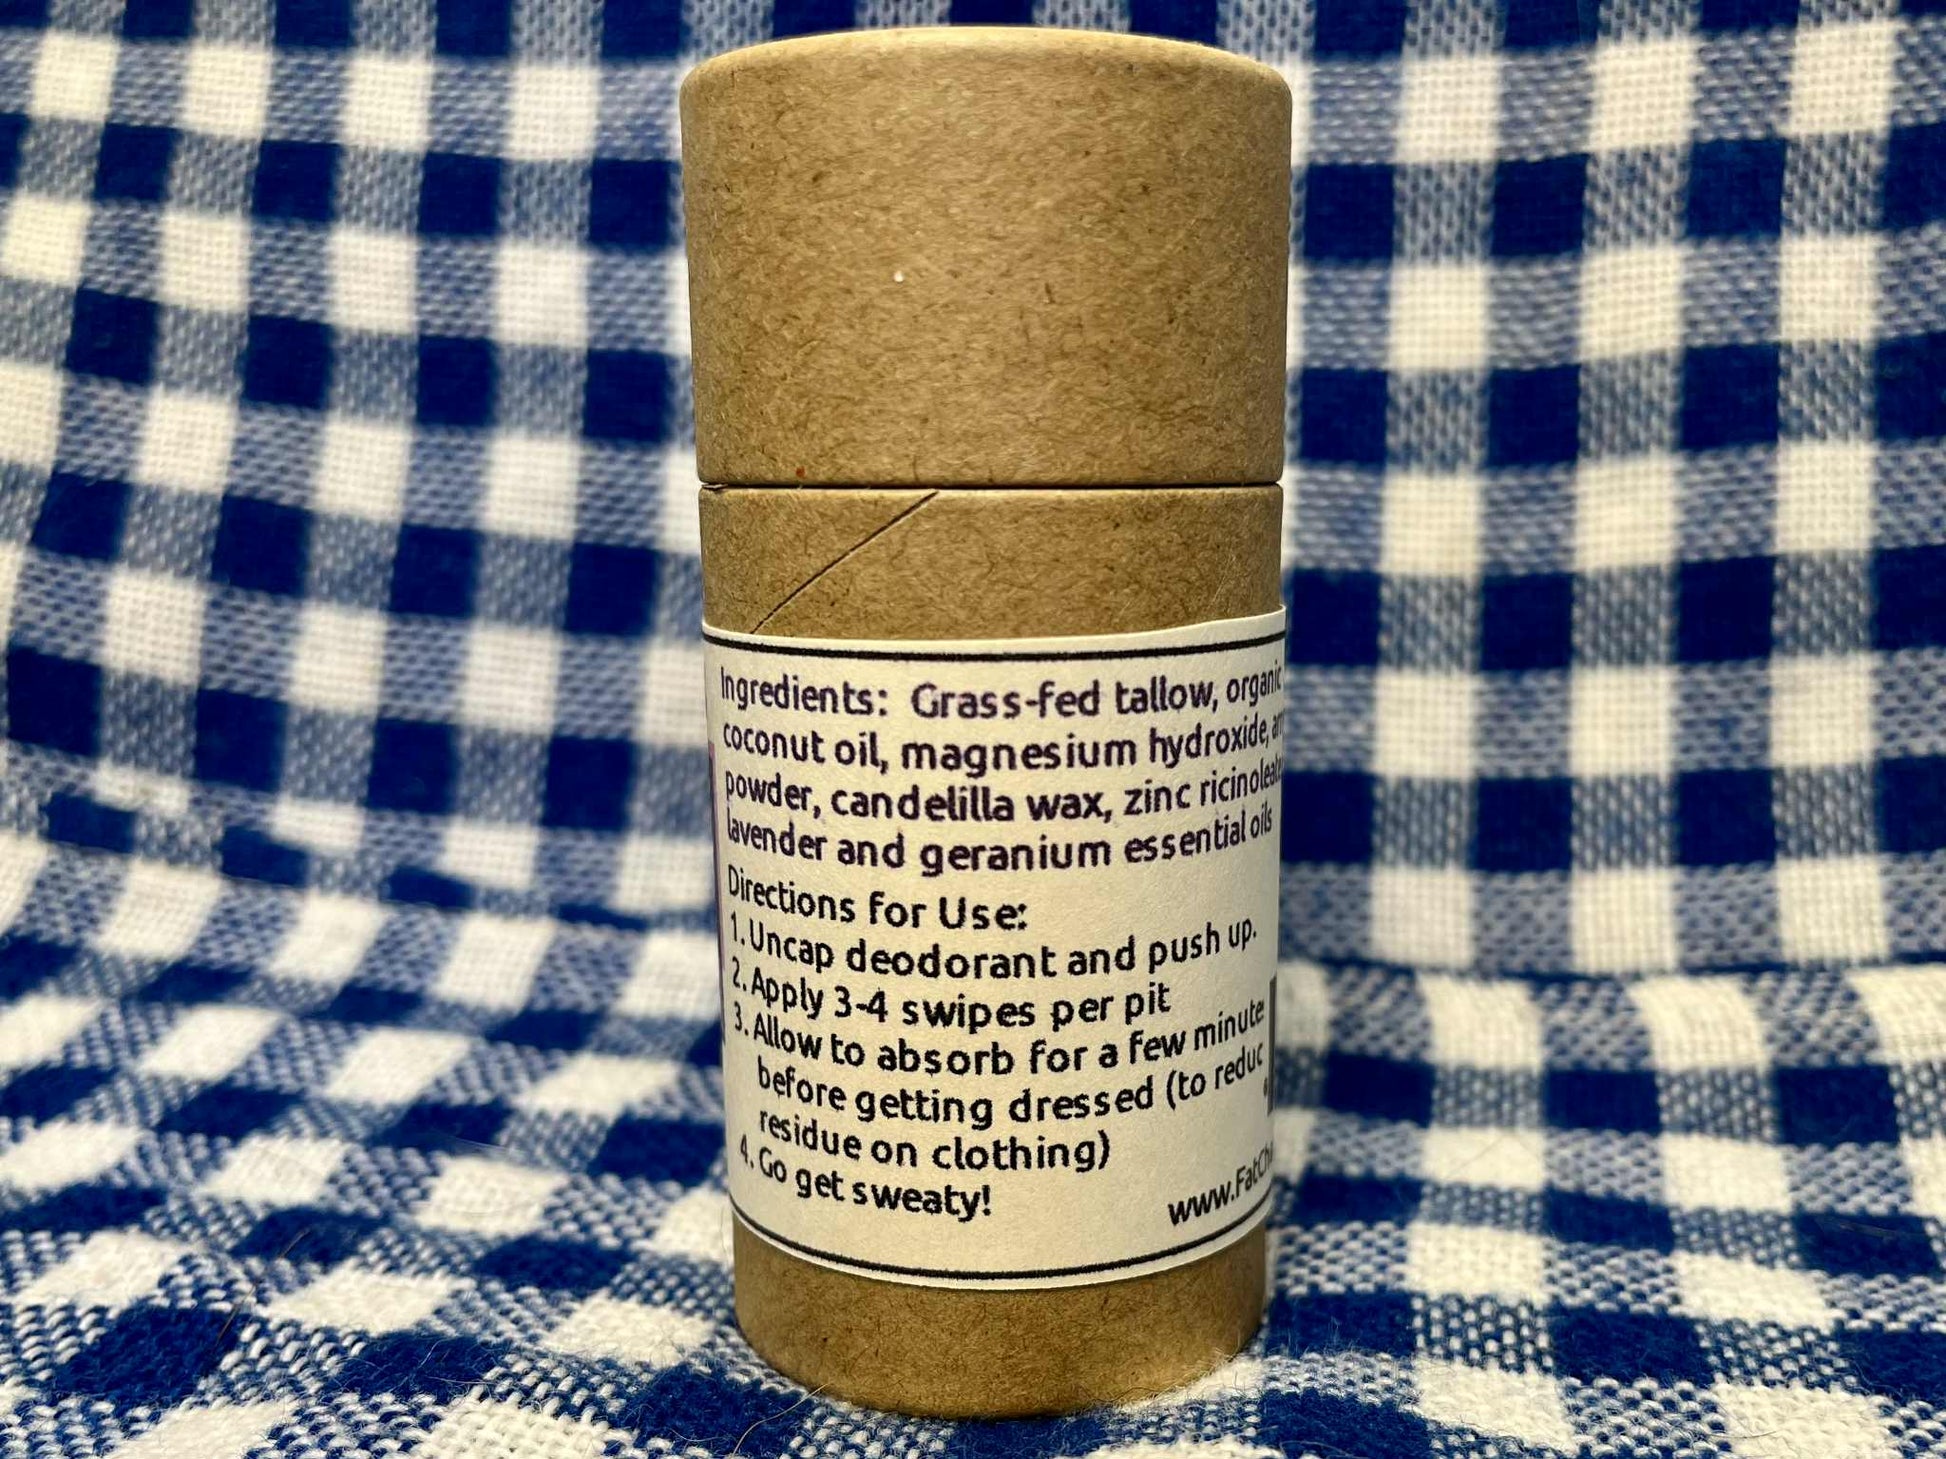 Ingredients: Grass-fed tallow, organic
coconut oil, magnesium hydroxide,
powder, candelilla wax, zinc
lavender and geranium essential oils
Directions for Use:
1. Uncap deodorant and push up.
2. Apply 3-4 swipes per pit
3. Allow to absorb for a few minute
before getting dressed (to reduc
residue on clothing)
4. Go get sweaty!